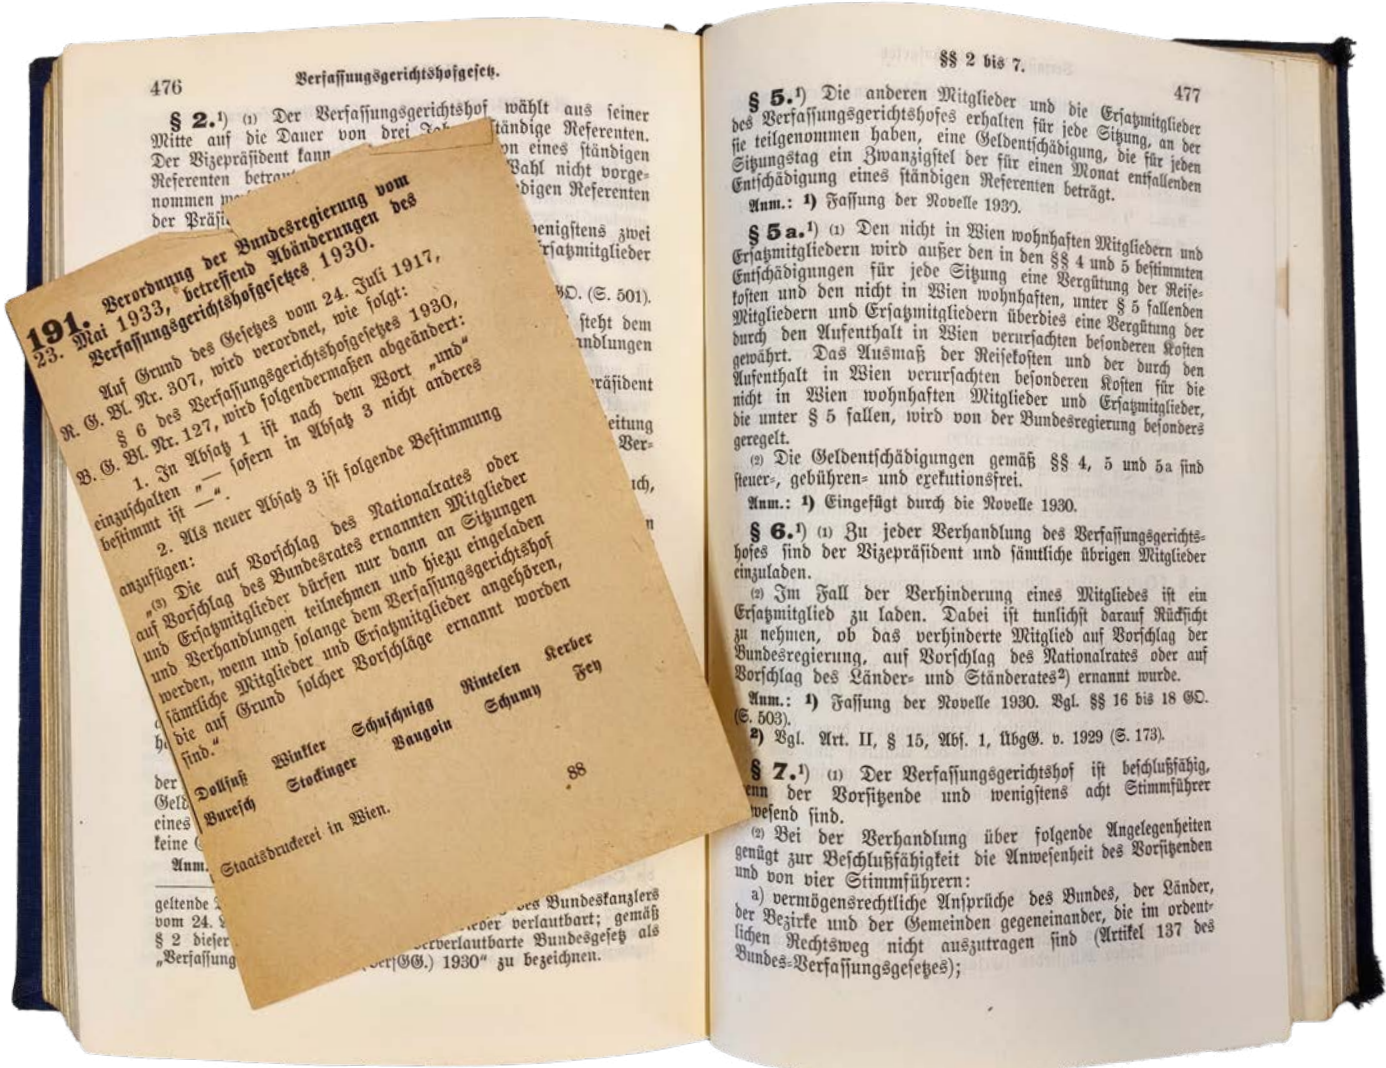 476
Verfassungsgerichtshofgesetz.
§ 2.¹) (1) Der Verfassungsgerichtshof wählt aus seiner
Mitte auf die Dauer von drei ständige Referenten.
Der Vizepräsident kann eines ständigen
Referenten Wahl nicht vorge-
nommen Referenten
der
wenigstens zwei
Ersatzmitglieder
GO. (S. 501).
steht dem
Ver-
der
eines
keine
Anm.
geltende Bundeskanzlers
vom 24. verlautbart; gemäß
§ 2 dieser Bundesgesetz als
1930“ zu bezeichnen.
191. Verordnung der Bundesregierung vom
23. Mai 1933, betreffend Abänderungen des
Verfassungsgerichtshofgesetzes 1930.
Auf Grund des Gesetzes vom 24. Juli 1917,
R. G. Bl. Nr. 307, wird verordnet, wie folgt:
§ 6 des Verfassungsgerichtshofgesetzes 1930,
B. G. Bl. Nr. 127, wird folgendermaßen abgeändert:
1. In Absatz 1 ist nach dem Wort „und“
einzuschalten „— sofern in Absatz 3 nicht anderes
bestimmt ist —“.
2. Als neuer Absatz 3 ist folgende Bestimmung
anzufügen:
„(3) Die auf Vorschlag des Nationalrates oder
auf Vorschlag des Bundesrates ernannten Mitglieder
und Ersatzmitglieder dürfen nur dann an Sitzungen
und Verhandlungen teilnehmen und hiezu eingeladen
werden, wenn und solange dem Verfassungsgerichtshof
sämtliche Mitglieder und Ersatzmitglieder angehören,
die auf Grund solcher Vorschläge ernannt worden
sind.“
Dollfuß Winkler Schuschnigg Rintelen Kerber
Buresch Stockinger Vaugoin Schumy Fey
88
Staatsdruckerei in Wien.
§§ 2 bis 7.
477
§ 5.¹) Die anderen Mitglieder und die Ersatzmitglieder
des Verfassungsgerichtshofes erhalten für jede Sitzung, an der
sie teilgenommen haben, eine Geldentschädigung, die für jeden
Sitzungstag ein Zwanzigstel der für einen Monat entfallenden
Entschädigung eines ständigen Referenten beträgt.
Anm.: ¹) Fassung der Novelle 1930.
§ 5a.¹) (1) Den nicht in Wien wohnhaften Mitgliedern und
Ersatzmitgliedern wird außer den in den §§ 4 und 5 bestimmten
Entschädigungen für jede Sitzung eine Vergütung der Reise-
kosten und den nicht in Wien wohnhaften, unter § 5 fallenden
Mitgliedern und Ersatzmitgliedern überdies eine Vergütung der
durch den Aufenthalt in Wien verursachten besonderen Kosten
gewährt. Das Ausmaß der Reisekosten und der durch den
Aufenthalt in Wien verursachten besonderen Kosten für die
nicht in Wien wohnhaften Mitglieder und Ersatzmitglieder,
die unter § 5 fallen, wird von der Bundesregierung besonders
geregelt.
(2) Die Geldentschädigungen gemäß §§ 4, 5 und 5a sind
steuer-, gebühren- und exekutionsfrei.
Anm.: ¹) Eingefügt durch die Novelle 1930.
§ 6.¹) (1) Zu jeder Verhandlung des Verfassungsgerichts-
hofes sind der Vizepräsident und sämtliche übrigen Mitglieder
einzuladen.
(2) Im Fall der Verhinderung eines Mitgliedes ist ein
Ersatzmitglied zu laden. Dabei ist tunlichst darauf Rücksicht
zu nehmen, ob das verhinderte Mitglied auf Vorschlag der
Bundesregierung, auf Vorschlag des Nationalrates oder auf
Vorschlag des Länder- und Ständerates²) ernannt wurde.
Anm.: ¹) Fassung der Novelle 1930. Vgl. §§ 16 bis 18 GO.
(S. 503).
²) Vgl. Art. II, § 15, Abs. 1, ÜbgG. v. 1929 (S. 173).
§ 7.¹) (1) Der Verfassungsgerichtshof ist beschlußfähig,
der Vorsitzende und wenigstens acht Stimmführer
sind.
(2) Bei der Verhandlung über folgende Angelegenheiten
genügt zur Beschlußfähigkeit die Anwesenheit des Vorsitzenden
und von vier Stimmführern:
a) vermögensrechtliche Ansprüche des Bundes, der Länder,
der Bezirke und der Gemeinden gegeneinander, die im ordent-
lichen Rechtsweg nicht auszutragen sind (Artikel 137 des
Bundes-Verfassungsgesetzes);